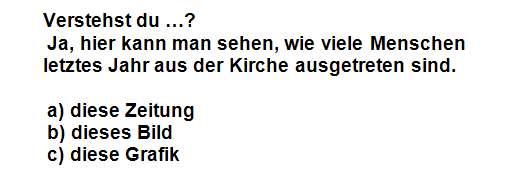 Verstehst du …?
Ja, hier kann man sehen, wie viele Menschen
letztes Jahr aus der Kirche ausgetreten sind.
a) diese Zeitung
b) dieses Bild
c) diese Grafik